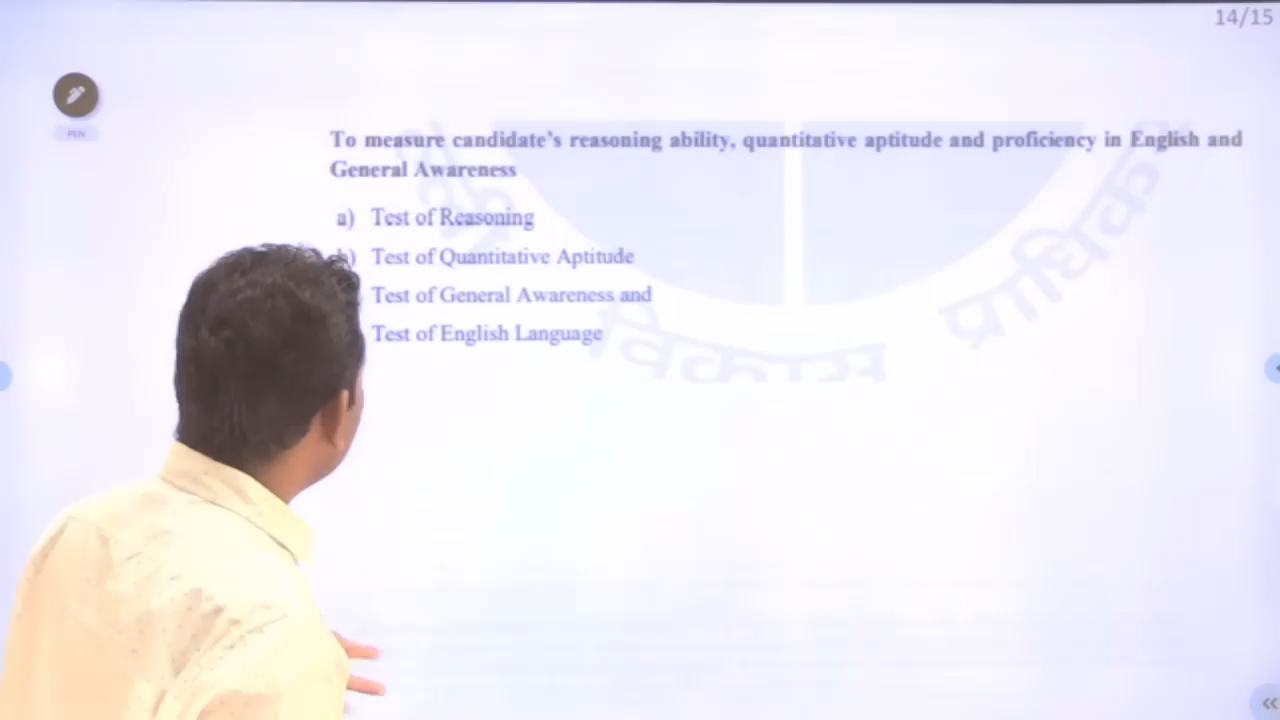 14/15
PEN
To measure candidate's reasoning ability, quantitative aptitude and proficiency in English and
General Awareness
a) Test of Reasoning
b) Test of Quantitative Aptitude
Test of General Awareness and
Test of English Language
प्राधिकर
विकास